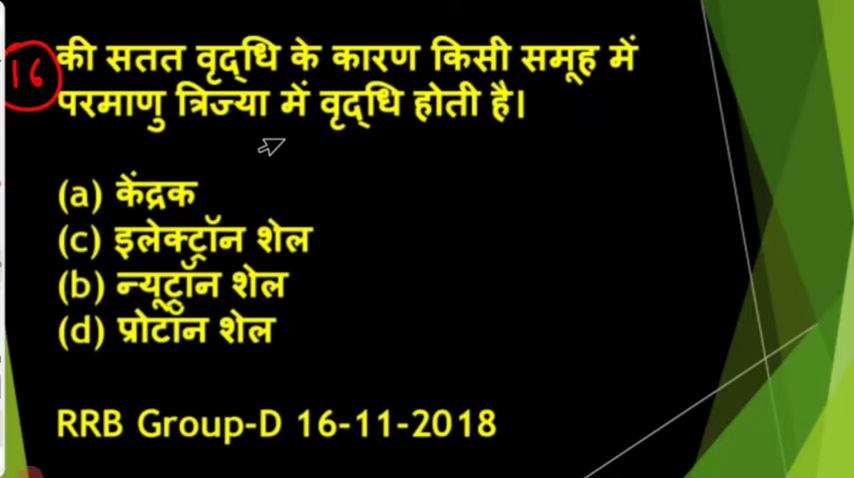 16
की सतत वृद्धि के कारण किसी समूह में
परमाणु त्रिज्या में वृद्धि होती है।
(a) केंद्रक
(c) इलेक्ट्रॉन शेल
(b) न्यूट्रॉन शेल
(d) प्रोटॉन शेल
RRB Group-D 16-11-2018